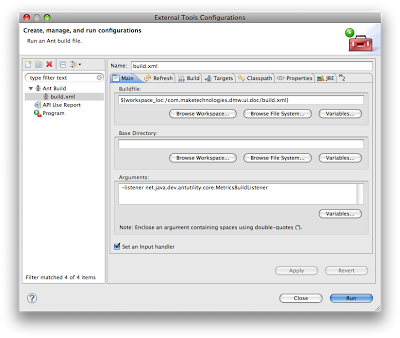 External Tools Configurations
Create, manage, and run configurations
Run an Ant build file.
type filter text
Ant Build
build.xml
API Use Report
Program
Filter matched 4 of 4 items
Name: build.xml
Main Refresh Build Targets Classpath Properties JRE »2
Buildfile:
${workspace_loc:/com.maketechnologies.dmw.ui.doc/build.xml}
Browse Workspace... Browse File System... Variables...
Base Directory:
Browse Workspace... Browse File System... Variables...
Arguments:
-listener net.java.dev.antutility.core.MetricsBuildListener
Variables...
Note: Enclose an argument containing spaces using double-quotes (").
Set an Input handler
Apply Revert
? Close Run